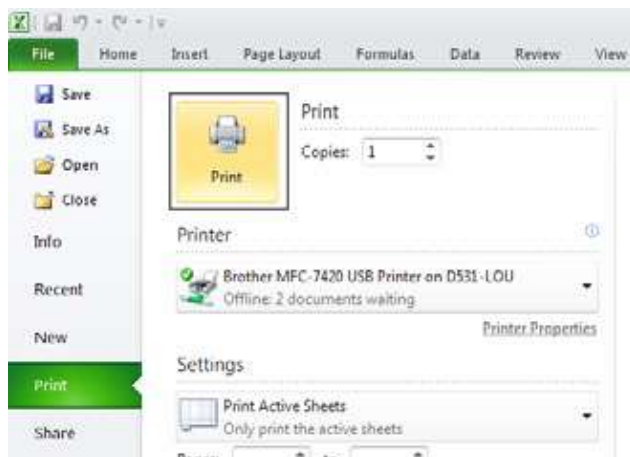 File Home Insert Page Layout Formulas Data Review View
Save
Save As
Open
Close
Info
Recent
New
Print
Share
Print
Print
Copies: 1
Printer
Brother MFC-7420 USB Printer on D531-LOU
Offline: 2 documents waiting
Printer Properties
Settings
Print Active Sheets
Only print the active sheets